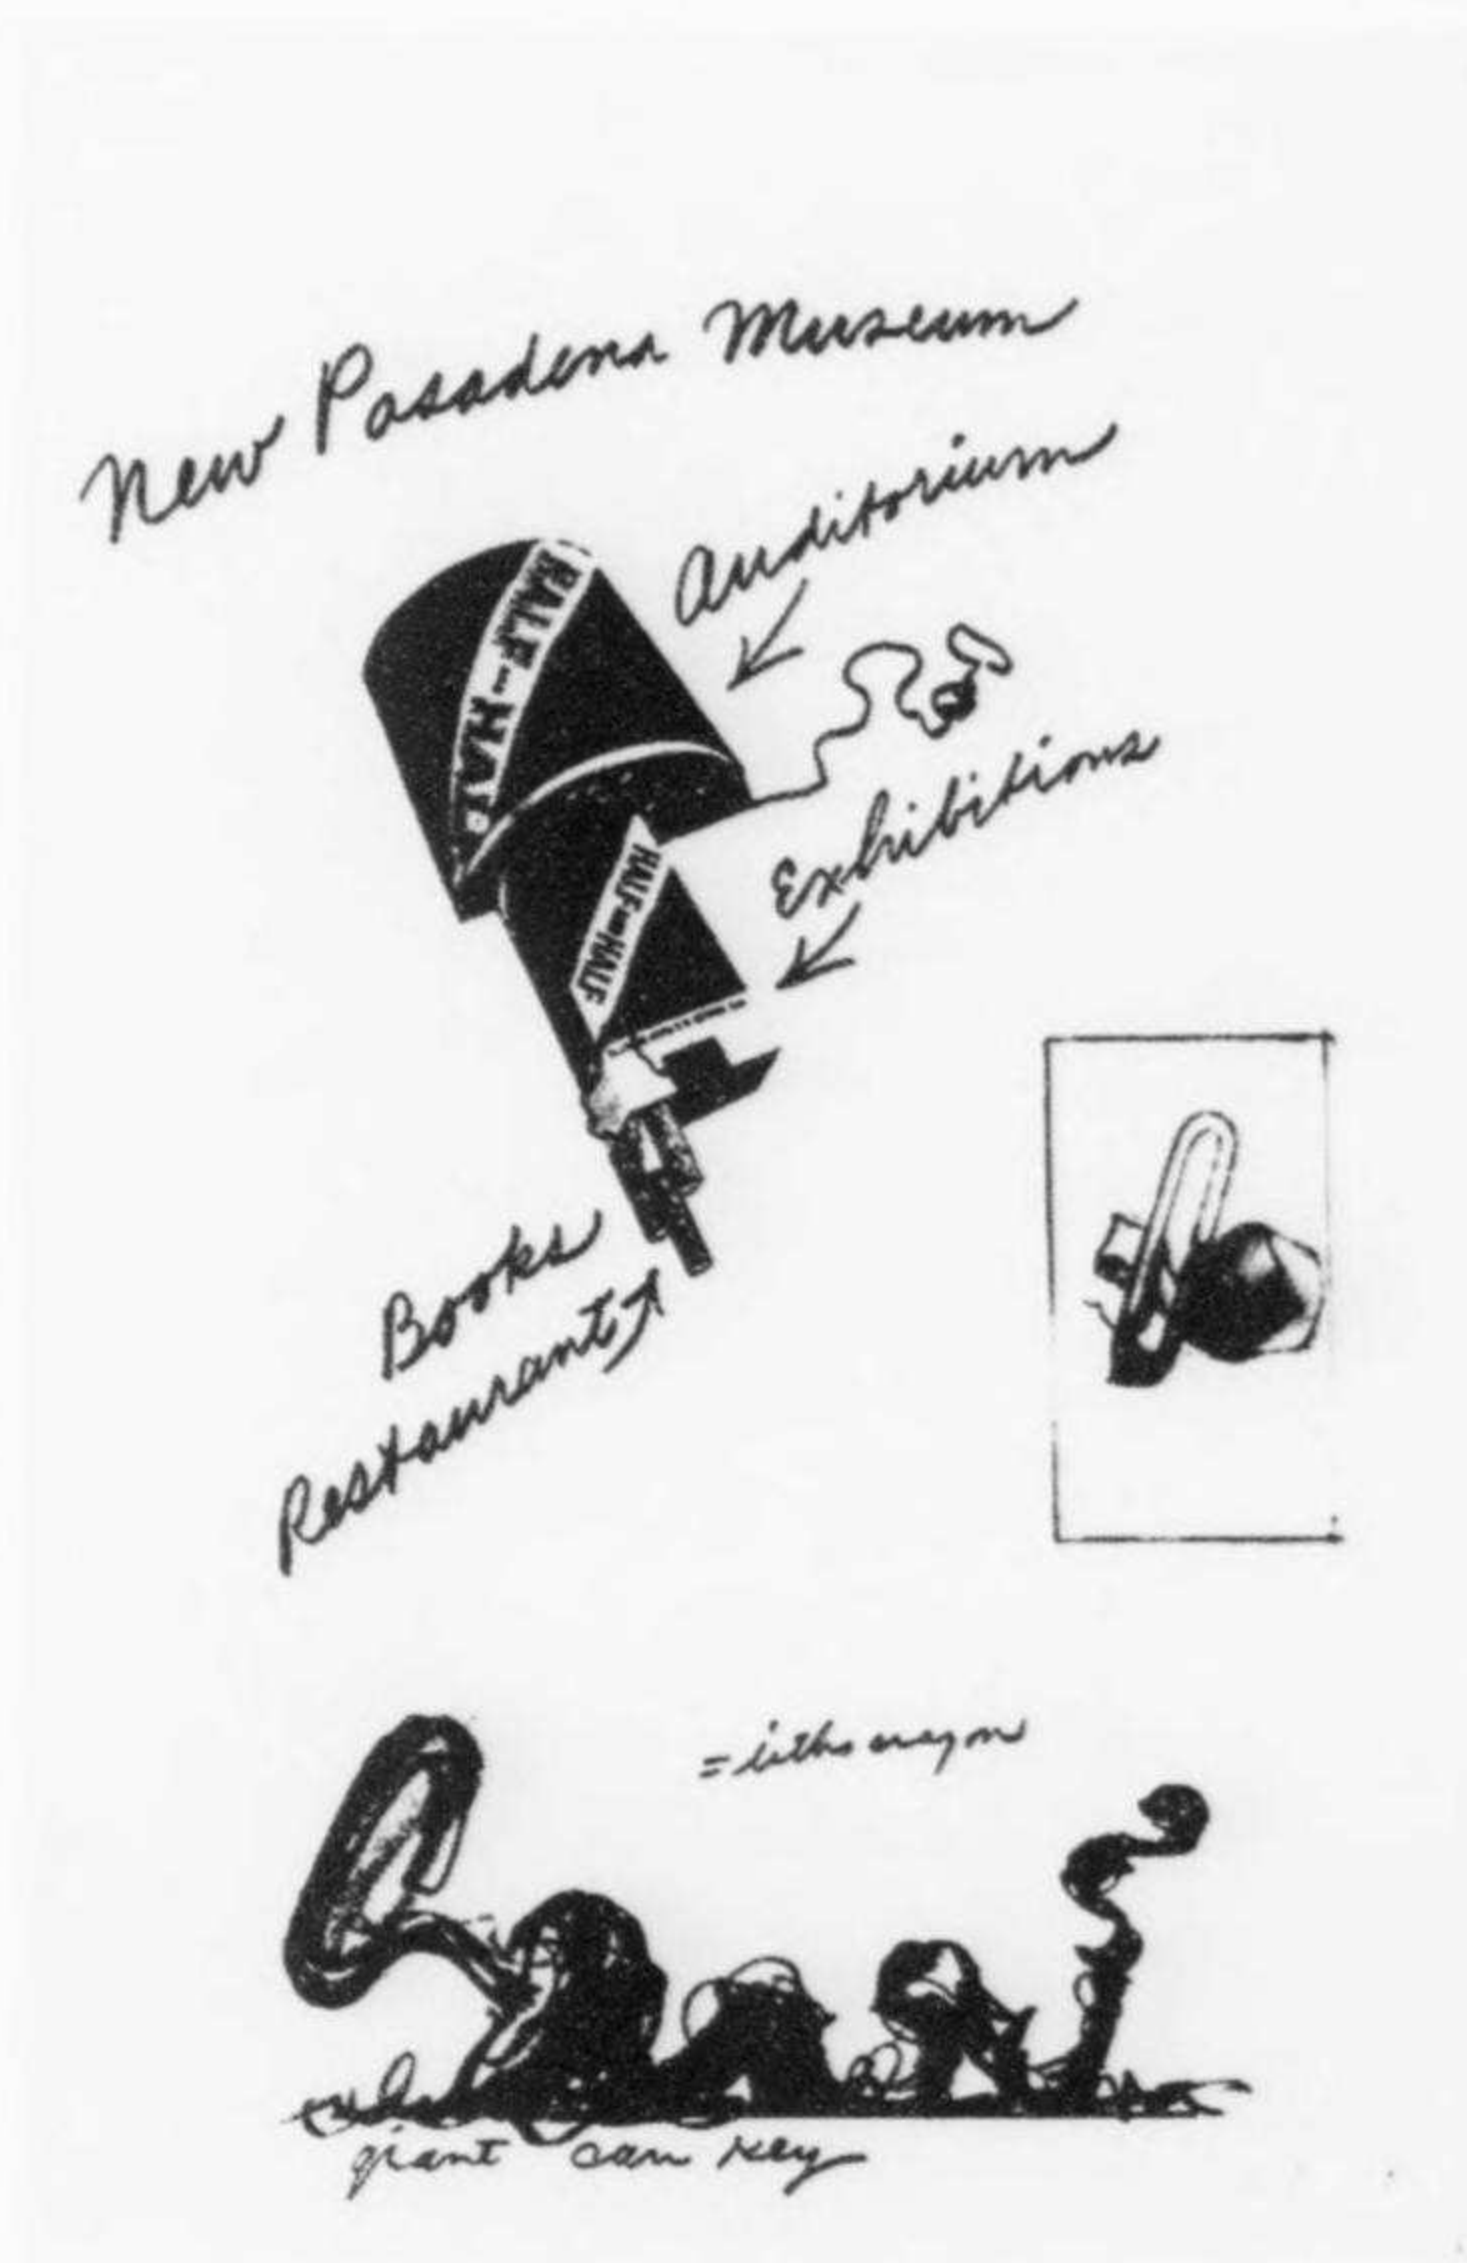 New Pasadena Museum
Auditorium
HALF-HALF
Exhibitions
HALF-HALF
Books
Restaurant
giant can key